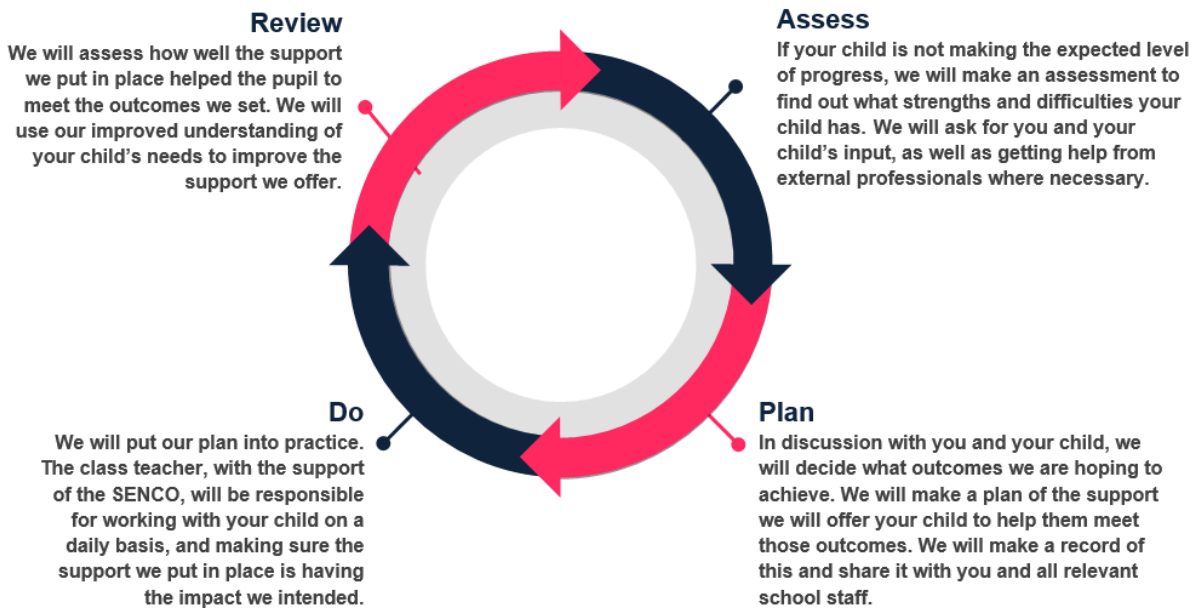 Review
We will assess how well the support
we put in place helped the pupil to
meet the outcomes we set. We will
use our improved understanding of
your child’s needs to improve the
support we offer.
Assess
If your child is not making the expected level
of progress, we will make an assessment to
find out what strengths and difficulties your
child has. We will ask for you and your
child’s input, as well as getting help from
external professionals where necessary.
Do
We will put our plan into practice.
The class teacher, with the support
of the SENCO, will be responsible
for working with your child on a
daily basis, and making sure the
support we put in place is having
the impact we intended.
Plan
In discussion with you and your child, we
will decide what outcomes we are hoping to
achieve. We will make a plan of the support
we will offer your child to help them meet
those outcomes. We will make a record of
this and share it with you and all relevant
school staff.